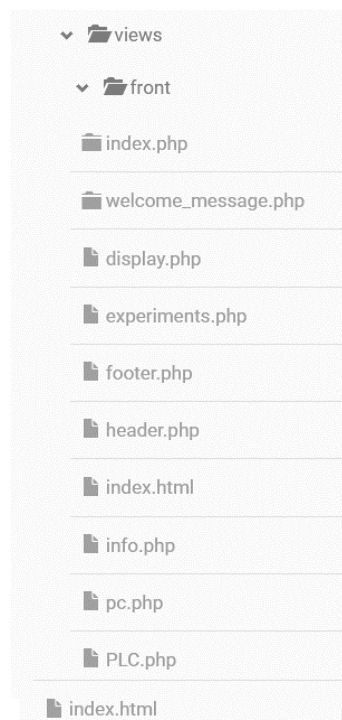 views
front
index.php
welcome_message.php
display.php
experiments.php
footer.php
header.php
index.html
info.php
pc.php
PLC.php
index.html